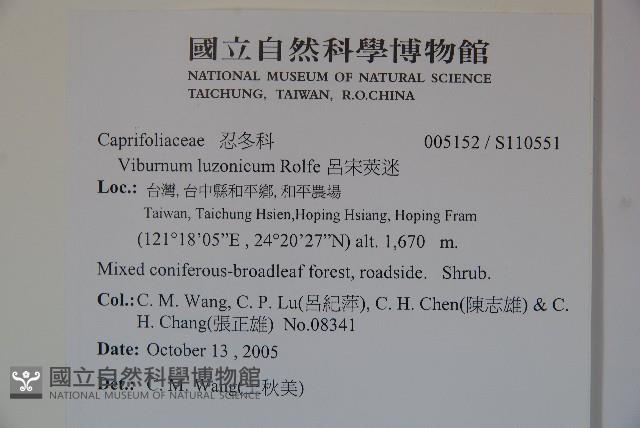 國立自然科學博物館
NATIONAL MUSEUM OF NATURAL SCIENCE
TAICHUNG, TAIWAN, R.O.CHINA
Caprifoliaceae 忍冬科 005152 / S110551
Viburnum luzonicum Rolfe 呂宋莢迷
Loc.: 台灣, 台中縣和平鄉, 和平農場
Taiwan, Taichung Hsien,Hoping Hsiang, Hoping Fram
(121°18’05”E , 24°20’27”N) alt. 1,670 m.
Mixed coniferous-broadleaf forest, roadside. Shrub.
Col.:C. M. Wang, C. P. Lu(呂紀萍), C. H. Chen(陳志雄) & C.
H. Chang(張正雄) No.08341
Date: October 13 , 2005
Det.: C. M. Wang(王秋美)
國立自然科學博物館
NATIONAL MUSEUM OF NATURAL SCIENCE